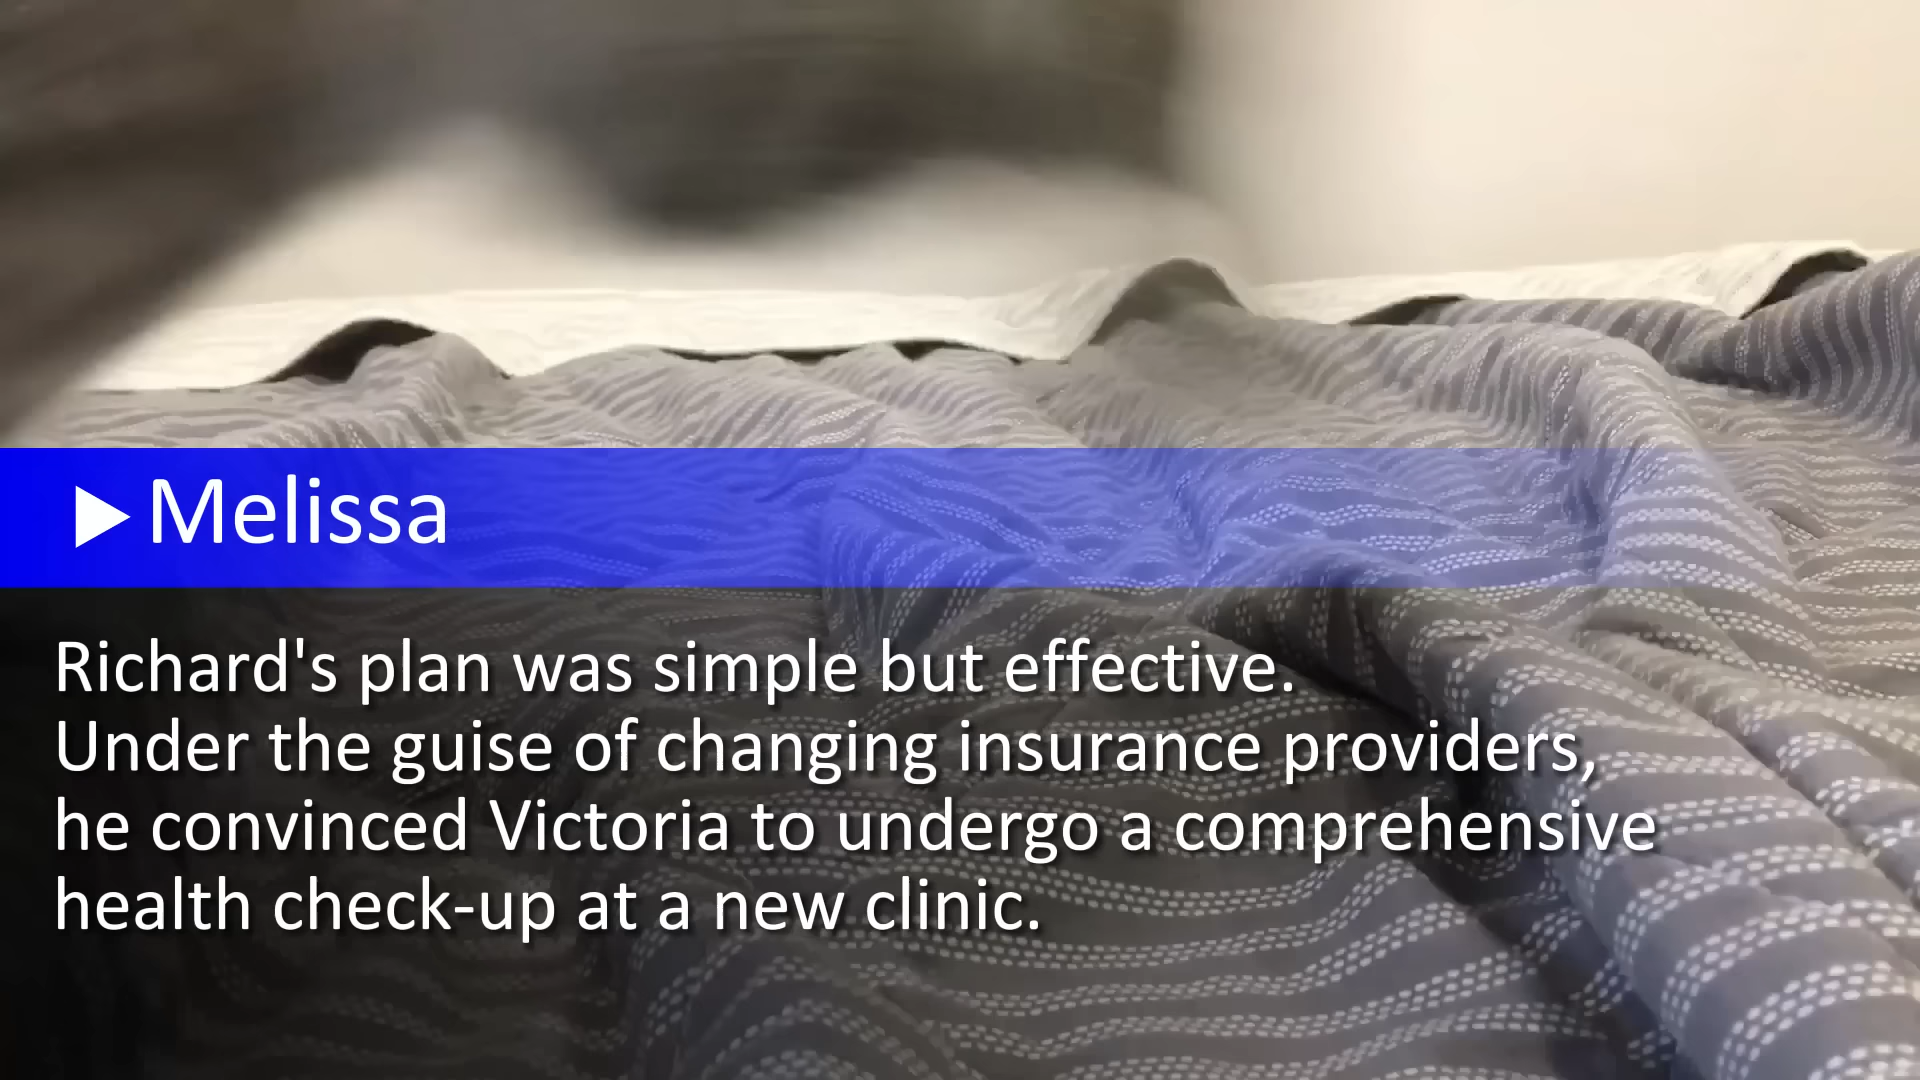 ▶Melissa
Richard's plan was simple but effective.
Under the guise of changing insurance providers,
he convinced Victoria to undergo a comprehensive
health check-up at a new clinic.